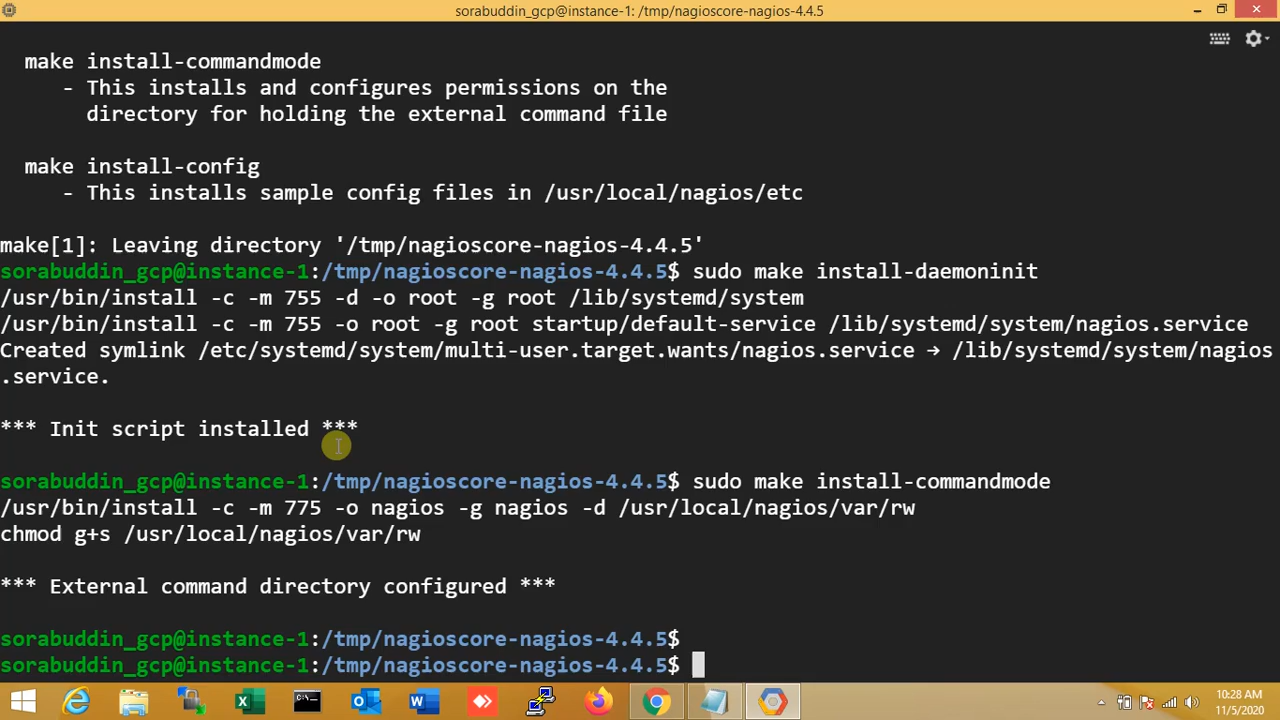 sorabuddin_gcp@instance-1: /tmp/nagioscore-nagios-4.4.5
make install-commandmode
- This installs and configures permissions on the
directory for holding the external command file
make install-config
- This installs sample config files in /usr/local/nagios/etc
make[1]: Leaving directory '/tmp/nagioscore-nagios-4.4.5'
sorabuddin_gcp@instance-1:/tmp/nagioscore-nagios-4.4.5$ sudo make install-daemoninit
/usr/bin/install -c -m 755 -d -o root -g root /lib/systemd/system
/usr/bin/install -c -m 755 -o root -g root startup/default-service /lib/systemd/system/nagios.service
Created symlink /etc/systemd/system/multi-user.target.wants/nagios.service → /lib/systemd/system/nagios
.service.
*** Init script installed ***
sorabuddin_gcp@instance-1:/tmp/nagioscore-nagios-4.4.5$ sudo make install-commandmode
/usr/bin/install -c -m 775 -o nagios -g nagios -d /usr/local/nagios/var/rw
chmod g+s /usr/local/nagios/var/rw
*** External command directory configured ***
sorabuddin_gcp@instance-1:/tmp/nagioscore-nagios-4.4.5$
sorabuddin_gcp@instance-1:/tmp/nagioscore-nagios-4.4.5$
10:28 AM
11/5/2020